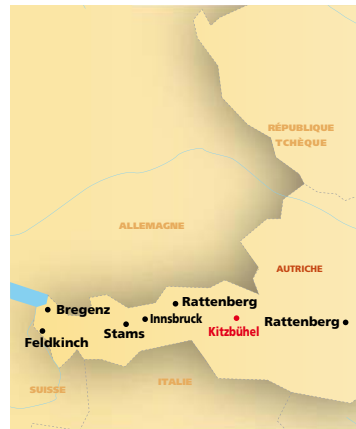 RÉPUBLIQUE
TCHÈQUE
ALLEMAGNE
AUTRICHE
Bregenz
Rattenberg
Innsbruck
Kitzbühel
Rattenberg
Stams
Feldkinch
SUISSE
ITALIE